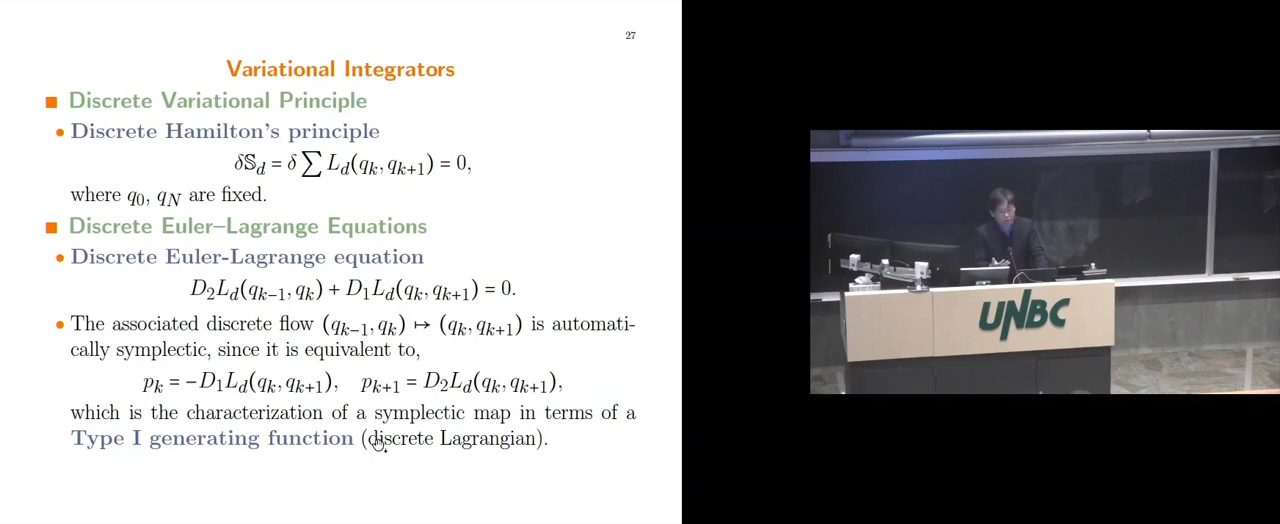 27
Variational Integrators
■ Discrete Variational Principle
• Discrete Hamilton's principle
δ𝕊_d = δ ∑ L_d(q_k, q_{k+1}) = 0,
where q_0, q_N are fixed.
■ Discrete Euler–Lagrange Equations
• Discrete Euler-Lagrange equation
D_2L_d(q_{k−1}, q_k) + D_1L_d(q_k, q_{k+1}) = 0.
• The associated discrete flow (q_{k−1}, q_k) ↦ (q_k, q_{k+1}) is automati-
cally symplectic, since it is equivalent to,
p_k = −D_1L_d(q_k, q_{k+1}), p_{k+1} = D_2L_d(q_k, q_{k+1}),
which is the characterization of a symplectic map in terms of a
Type I generating function (discrete Lagrangian).
UNBC